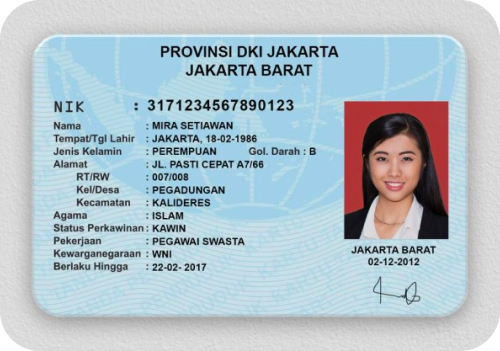 PROVINSI DKI JAKARTA
JAKARTA BARAT
NIK : 3171234567890123
Nama : MIRA SETIAWAN
Tempat/Tgl Lahir : JAKARTA, 18-02-1986
Jenis Kelamin : PEREMPUAN Gol. Darah : B
Alamat : JL. PASTI CEPAT A7/66
RT/RW : 007/008
Kel/Desa : PEGADUNGAN
Kecamatan : KALIDERES
Agama : ISLAM
Status Perkawinan : KAWIN
Pekerjaan : PEGAWAI SWASTA
Kewarganegaraan : WNI
Berlaku Hingga : 22-02- 2017
JAKARTA BARAT
02-12-2012